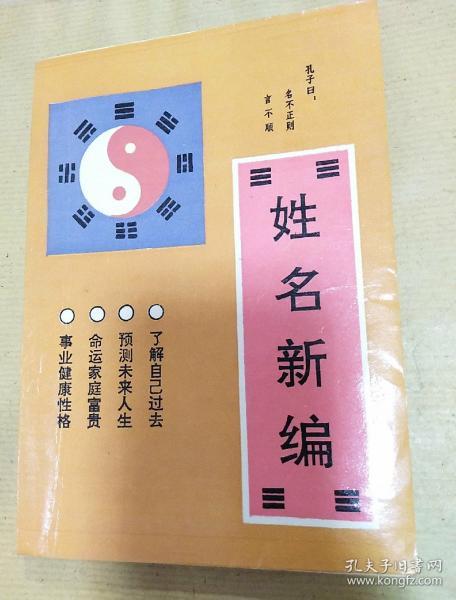 孔子曰：
名不正则
言不顺
姓名新编
了解自己过去
预测未来人生
命运家庭富贵
事业健康性格
孔夫子旧书网
www.kongfz.com